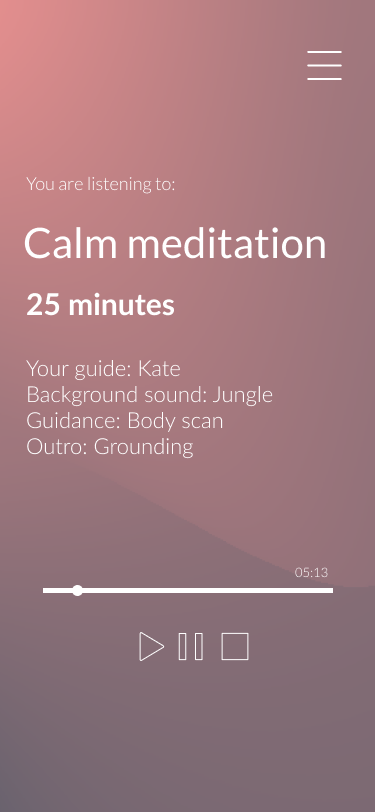 You are listening to:
Calm meditation
25 minutes
Your guide: Kate
Background sound: Jungle
Guidance: Body scan
Outro: Grounding
05:13